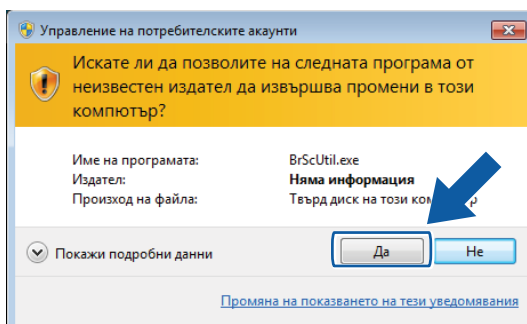 Управление на потребителските акаунти
Искате ли да позволите на следната програма от
неизвестен издател да извършва промени в този
компютър?
Име на програмата: BrScUtil.exe
Издател: Няма информация
Произход на файла: Твърд диск на този
Покажи подробни данни
Да
Не
Промяна на показването на тези уведомявания